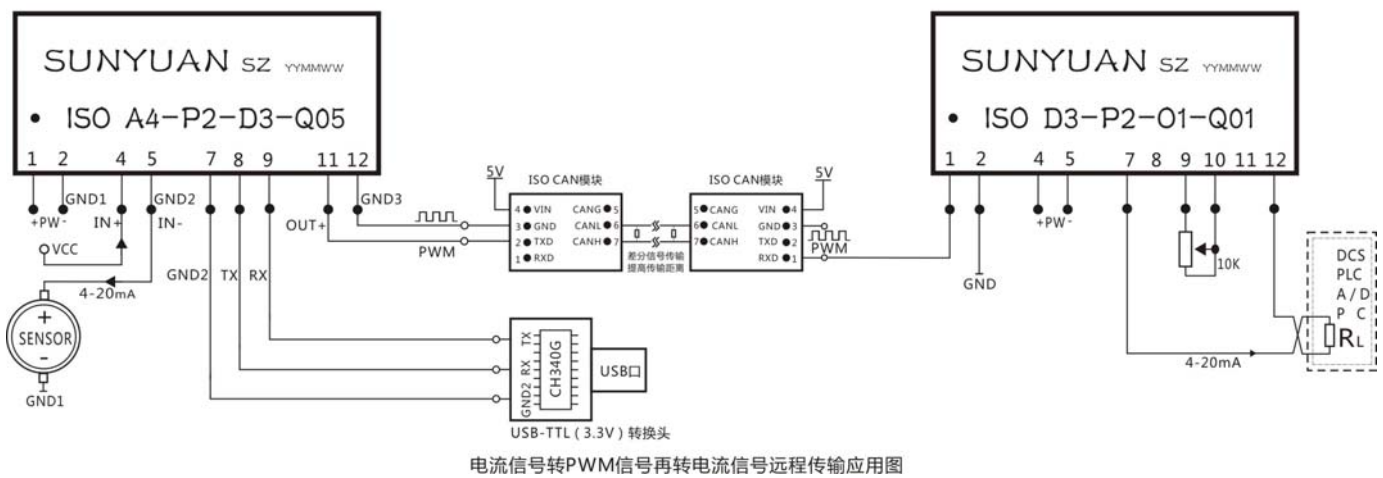 SUNYUAN SZ YYMMWW
ISO A4-P2-D3-Q05
1 2 4 5 7 8 9 11 12
GND1
GND2
GND3
+PW-
IN+
IN-
OUT+
VCC
4-20mA
GND2
TX
RX
+
SENSOR
-
GND1
5V
ISO CAN模块
4 VIN CANG 5
3 GND CANL 6
2 TXD CANH 7
1 RXD
PWM
差分信号传输
提高传输距离
ISO CAN模块
5V
5 CANG VIN 4
6 CANL GND 3
7 CANH TXD 2
RXD 1
PWM
TX
RX
GND2
CH340G
USB口
USB-TTL ( 3.3V ) 转换头
SUNYUAN SZ YYMMWW
ISO D3-P2-O1-Q01
1 2 4 5 7 8 9 10 11 12
+PW-
GND
10K
4-20mA
DCS
PLC
A / D
P C
RL
电流信号转PWM信号再转电流信号远程传输应用图